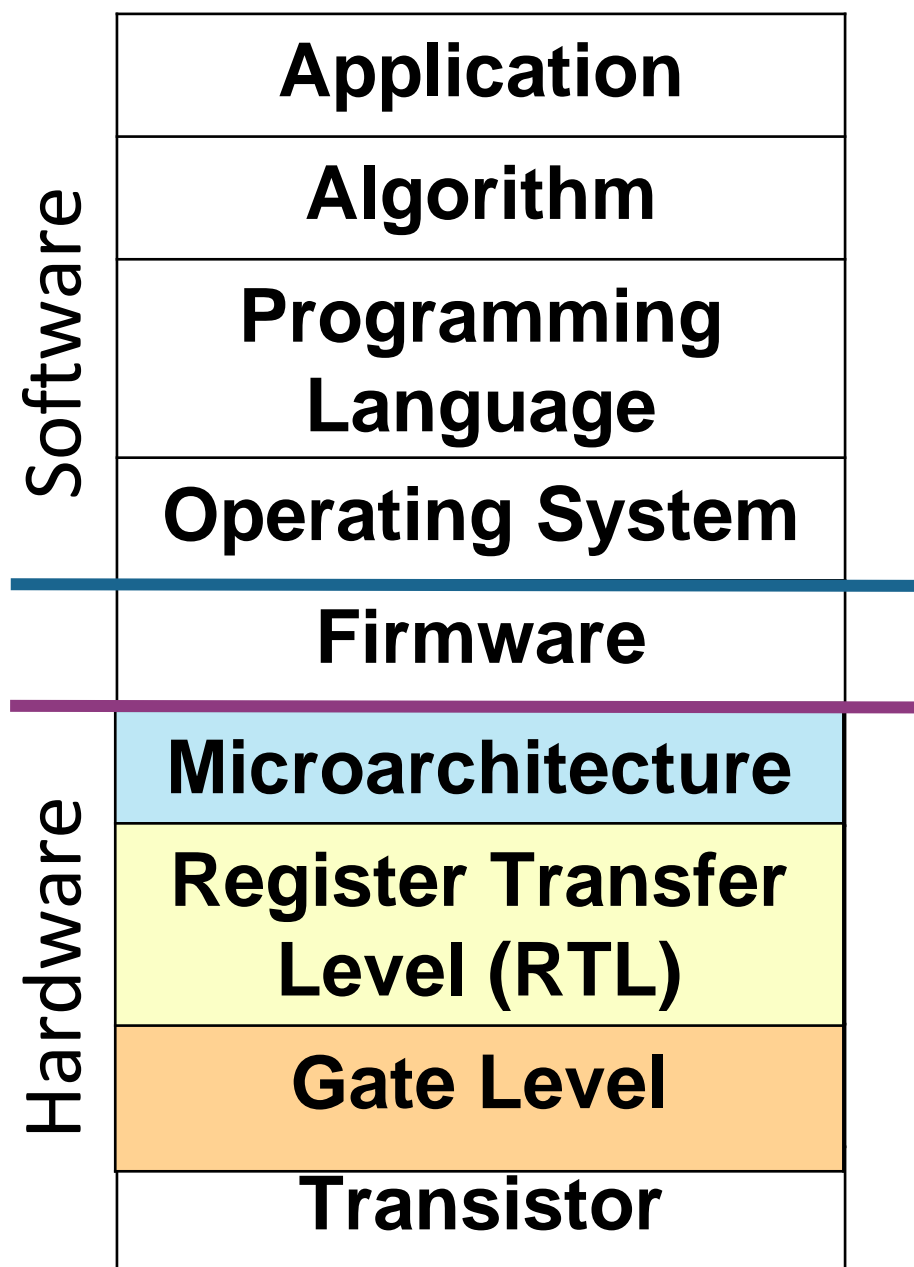 Software
Application
Algorithm
Programming
Language
Operating System
Firmware
Hardware
Microarchitecture
Register Transfer
Level (RTL)
Gate Level
Transistor